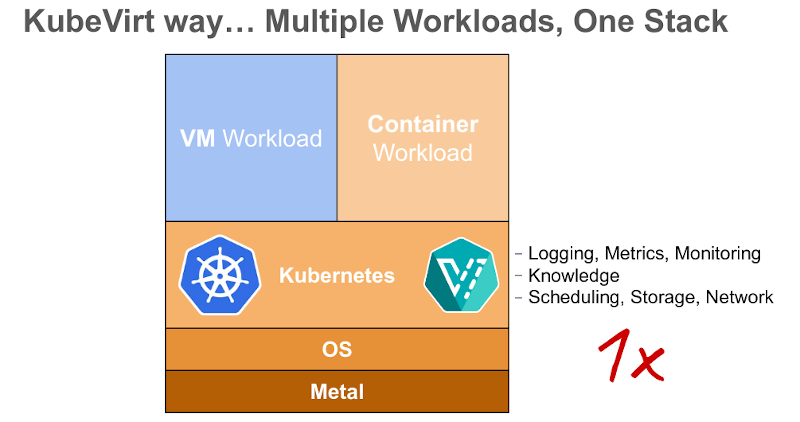 KubeVirt way… Multiple Workloads, One Stack
VM Workload
Container
Workload
Kubernetes
- Logging, Metrics, Monitoring
- Knowledge
- Scheduling, Storage, Network
1x
OS
Metal